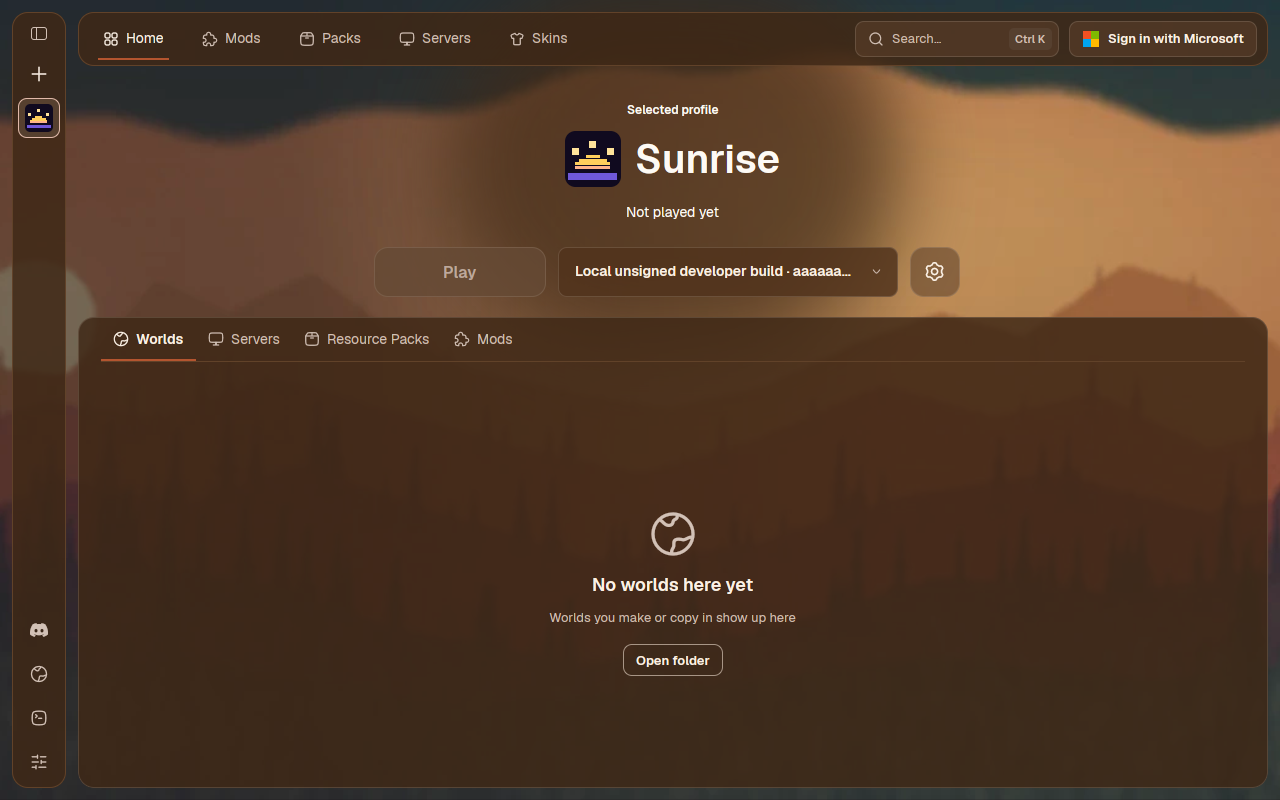 Home
Mods
Packs
Servers
Skins
Search...
Ctrl K
Sign in with Microsoft
Selected profile
Sunrise
Not played yet
Play
Local unsigned developer build · aaaaaa...
Worlds
Servers
Resource Packs
Mods
No worlds here yet
Worlds you make or copy in show up here
Open folder